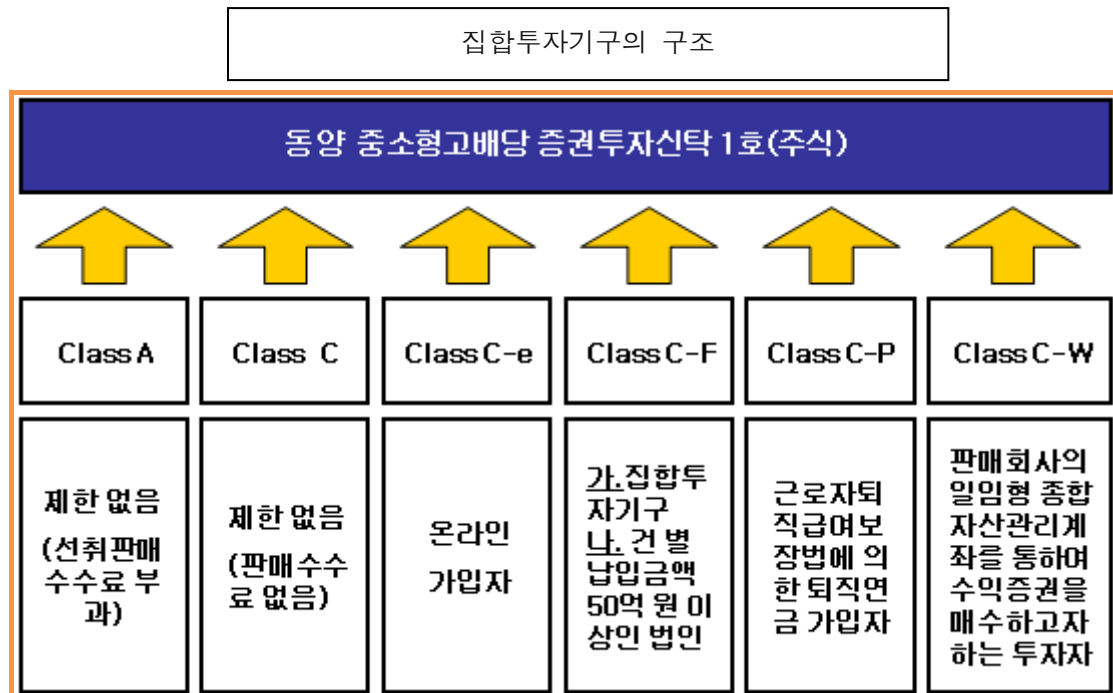 집합투자기구의 구조
동양 중소형고배당 증권투자신탁 1호(주식)
Class A
Class C
Class C-e
Class C-F
Class C-P
Class C-W
제한 없음
(선취판매
수수료 부
과)
제한 없음
(판매수수
료 없음)
온라인
가입자
가.집합투
자기구
나. 건 별
납입금액
50억 원 이
상인 법인
근로자퇴
직급여보
장법에 의
한 퇴직연
금 가입자
판매회사의
일임형 종합
자산관리계
좌를 통하여
수익증권을
매수하고자
하는 투자자